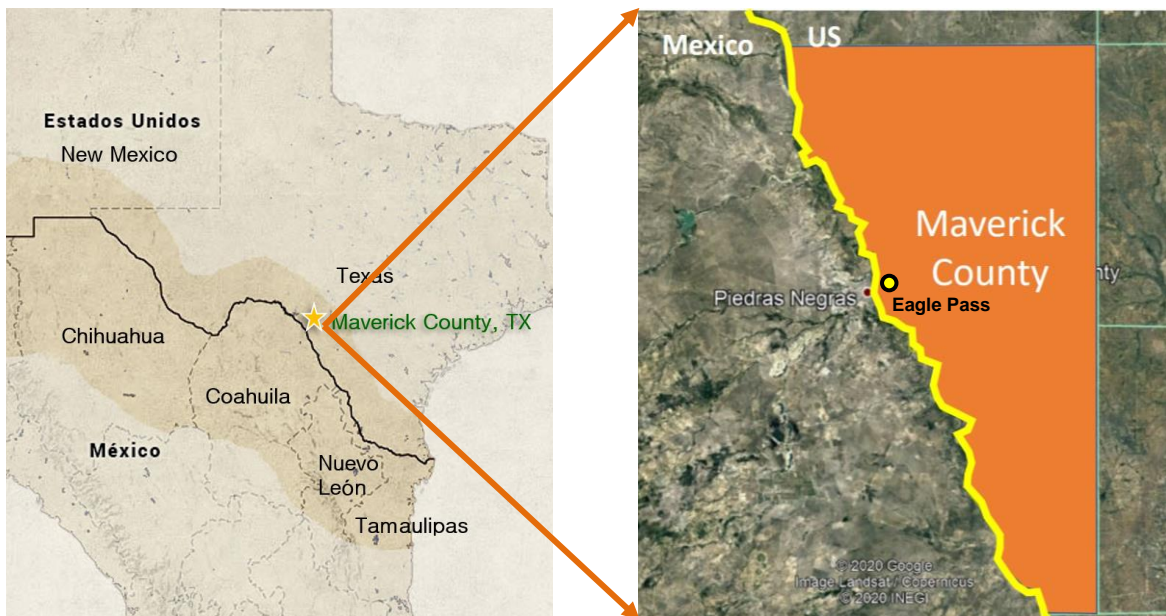 Estados Unidos
New Mexico
Texas
Maverick County, TX
Chihuahua
Coahuila
México
Nuevo
León
Tamaulipas
Mexico
US
Maverick
County
nty
Piedras Negras
Eagle Pass
© 2020 Google
Image Landsat / Copernicus
© 2020 INEGI